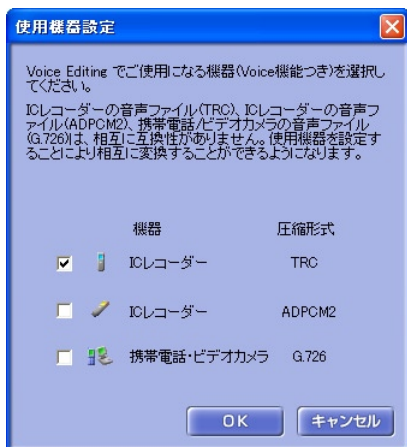 使用機器設定
Voice Editing でご使用になる機器(Voice機能つき)を選択し
てください。
ICレコーダーの音声ファイル(TRC)、ICレコーダーの音声フ
ァイル(ADPCM2)、携帯電話/ビデオカメラの音声ファイル
(G.726)は、相互に互換性がありません。使用機器を設定す
ることにより相互に変換することができるようになります。
機器 圧縮形式
ICレコーダー TRC
ICレコーダー ADPCM2
携帯電話・ビデオカメラ G.726
OK キャンセル